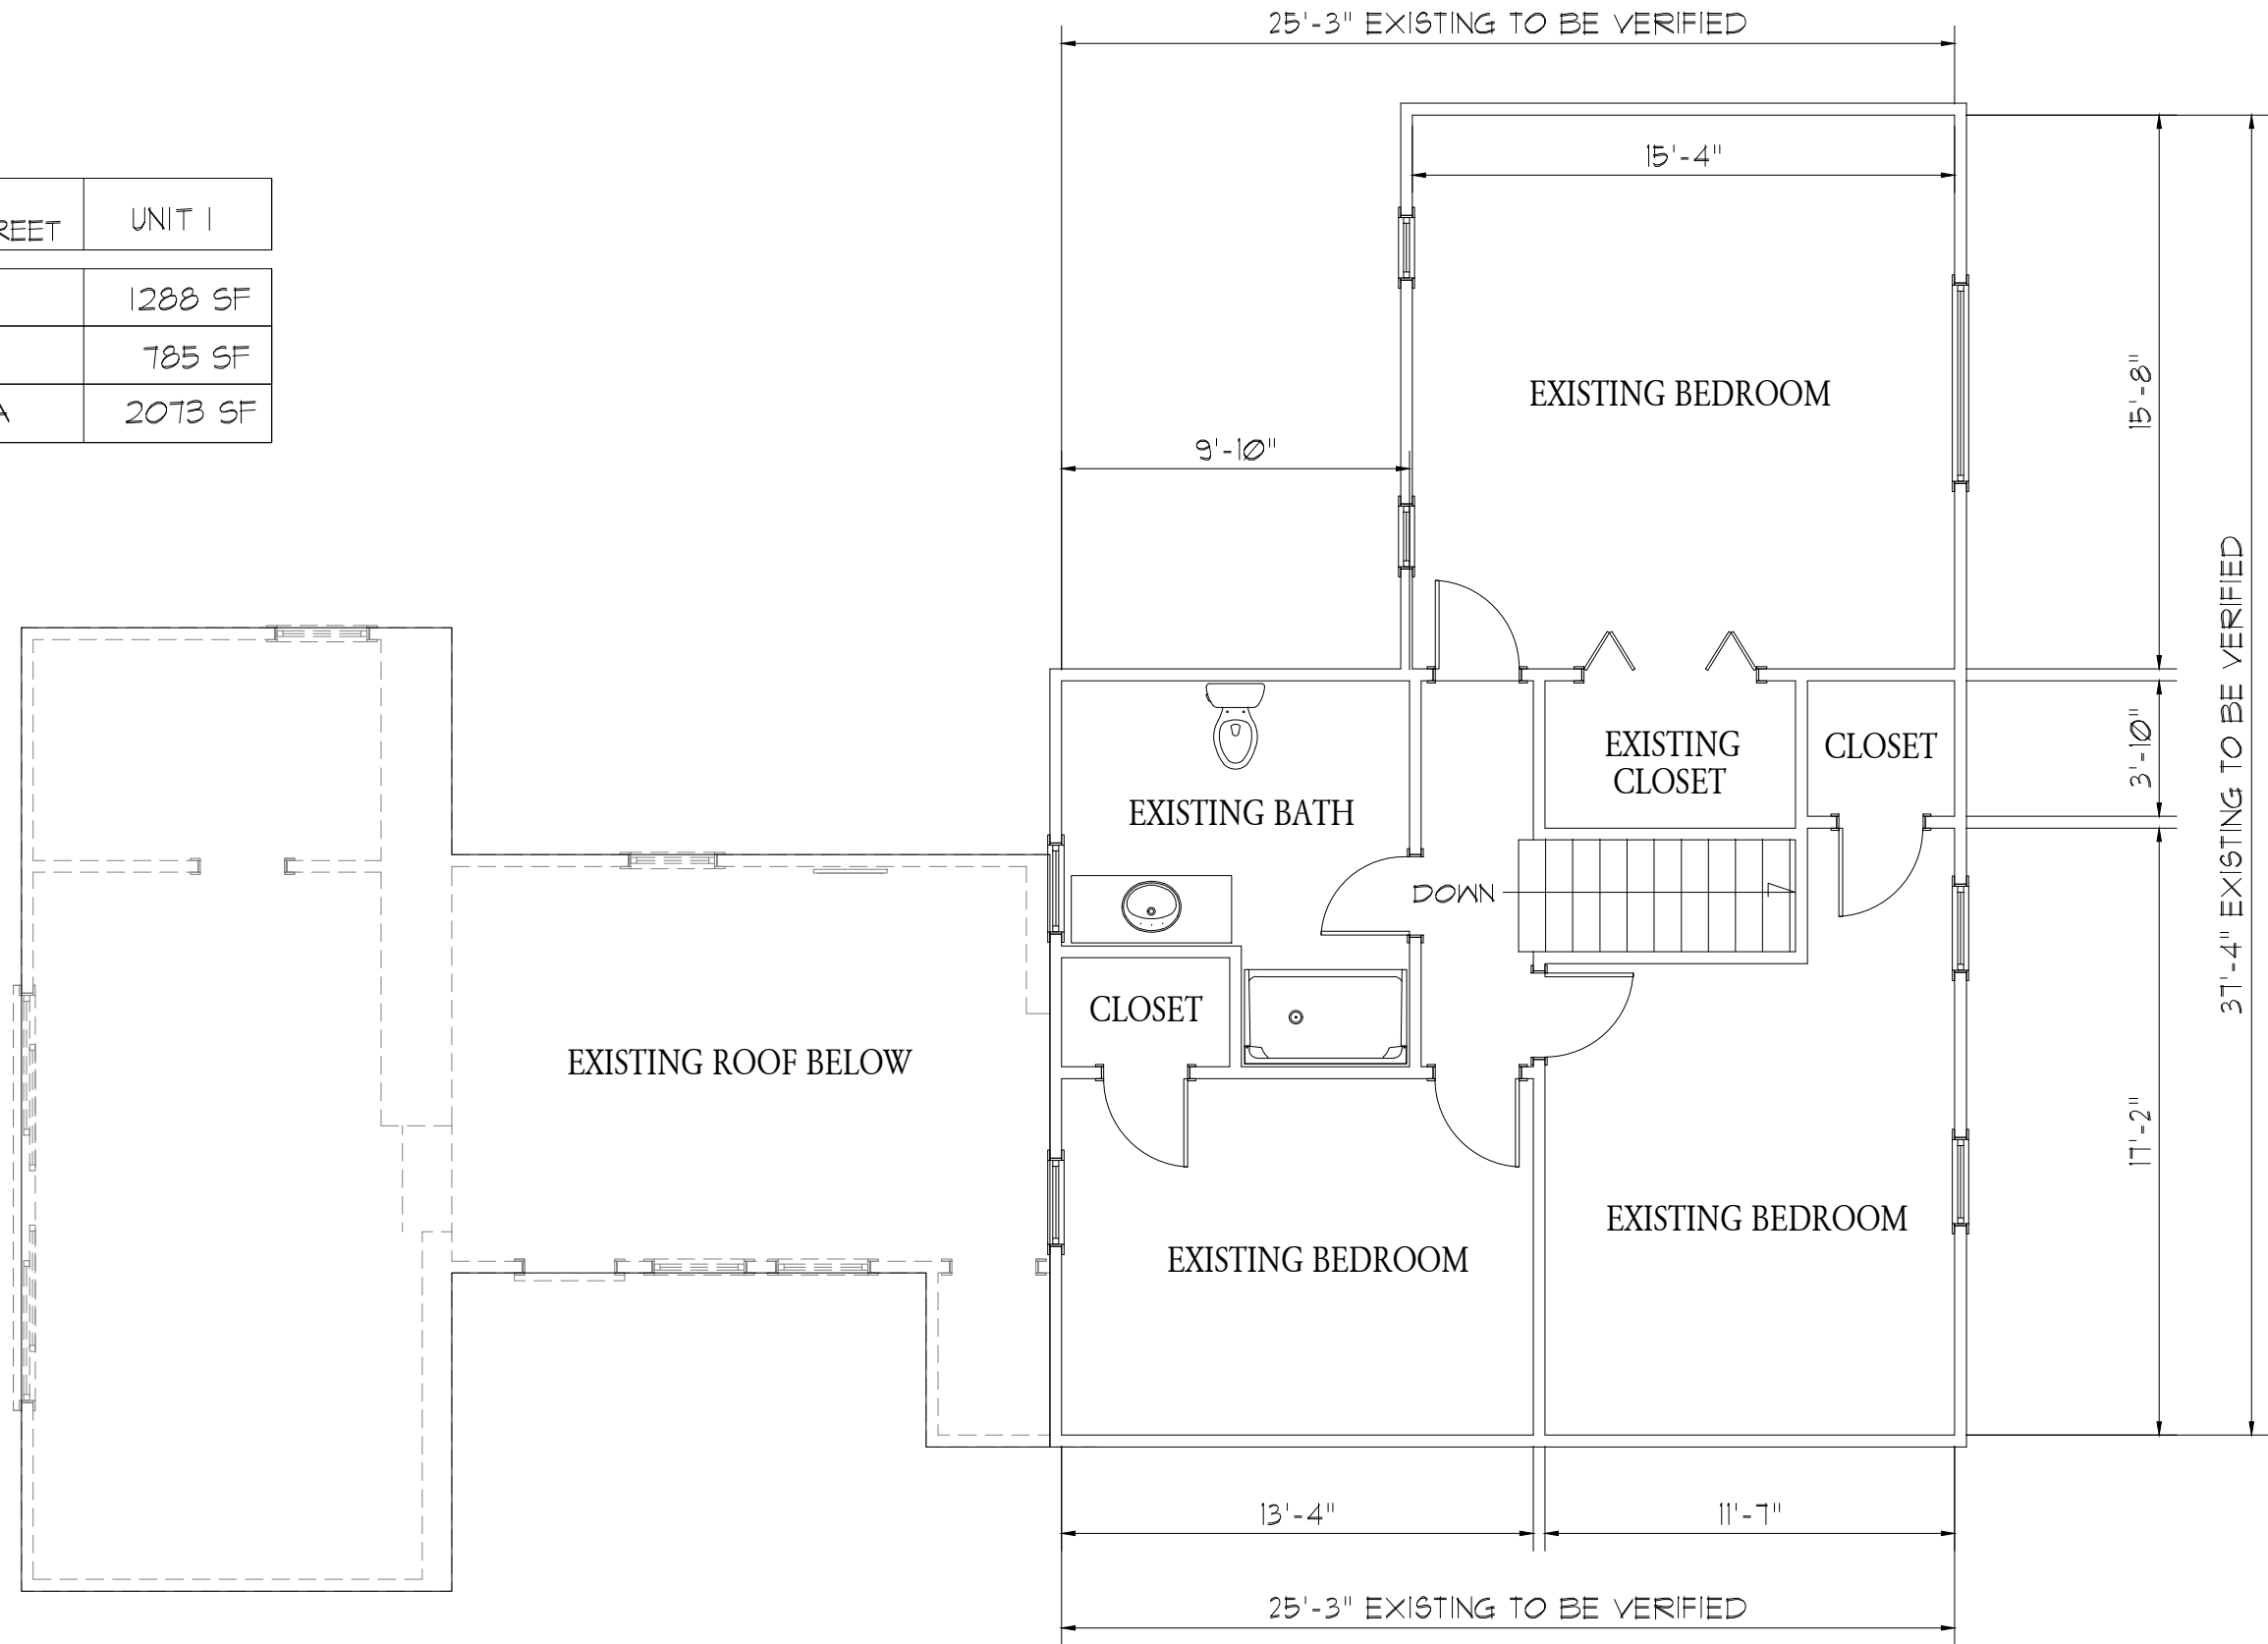 25'-3" EXISTING TO BE VERIFIED
15'-4"
UNIT 1
1288 SF
785 SF
2073 SF
EXISTING BEDROOM
15'-8"
9'-10"
37'-4" EXISTING TO BE VERIFIED
3'-10"
EXISTING
CLOSET
CLOSET
EXISTING BATH
DOWN
CLOSET
EXISTING ROOF BELOW
17'-2"
EXISTING BEDROOM
EXISTING BEDROOM
13'-4"
11'-7"
25'-3" EXISTING TO BE VERIFIED